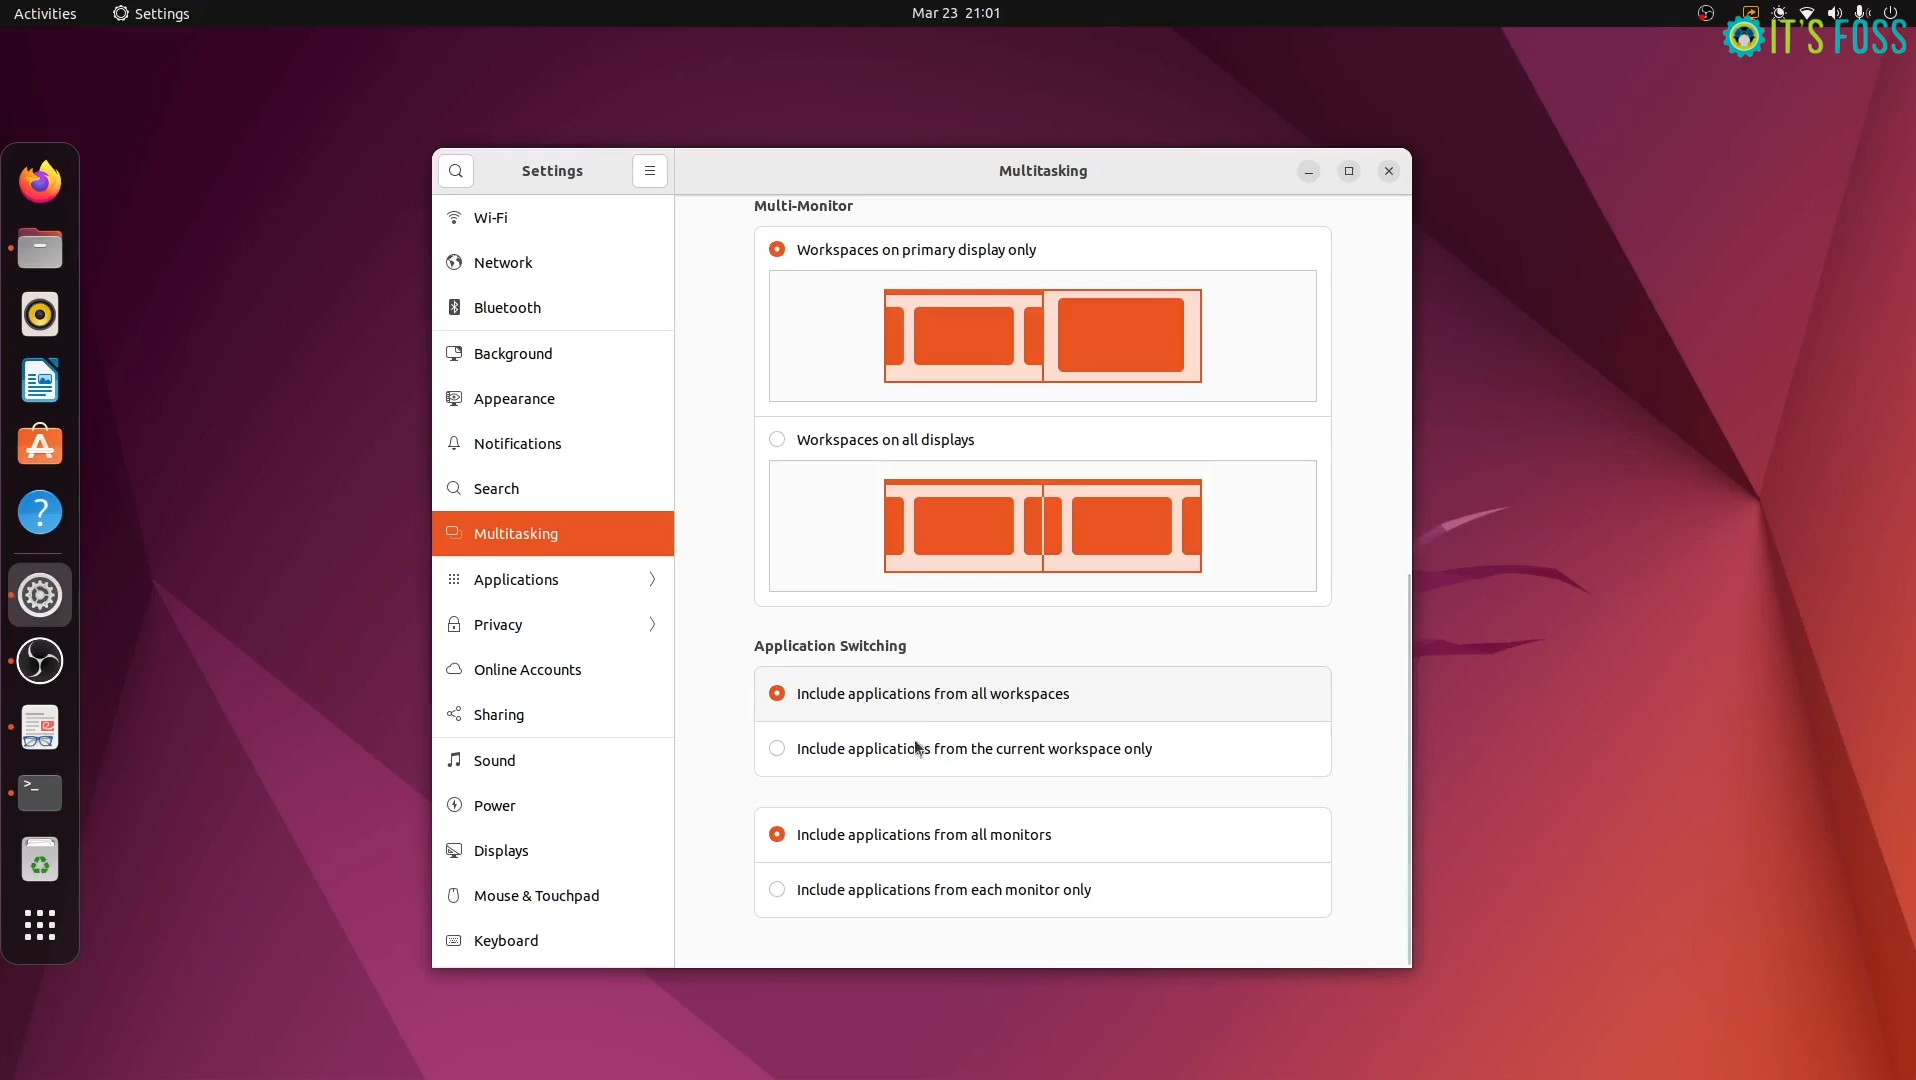 Activities
Settings
Mar 23 21:01
IT'S FOSS
Settings
Multitasking
Wi-Fi
Network
Bluetooth
Background
Appearance
Notifications
Search
Multitasking
Applications
Privacy
Online Accounts
Sharing
Sound
Power
Displays
Mouse & Touchpad
Keyboard
Multi-Monitor
Workspaces on primary display only
Workspaces on all displays
Application Switching
Include applications from all workspaces
Include applications from the current workspace only
Include applications from all monitors
Include applications from each monitor only